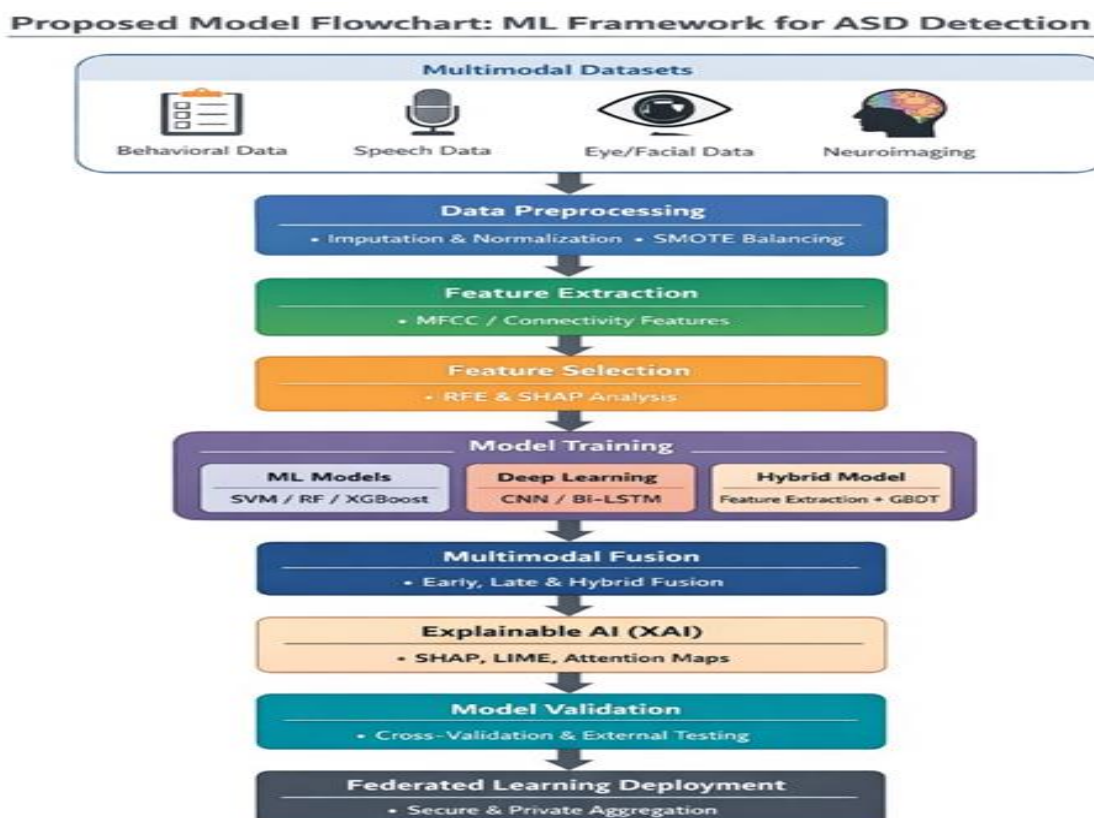 Proposed Model Flowchart: ML Framework for ASD Detection
Multimodal Datasets
Behavioral Data
Speech Data
Eye/Facial Data
Neuroimaging
Data Preprocessing
• Imputation & Normalization • SMOTE Balancing
Feature Extraction
• MFCC / Connectivity Features
Feature Selection
• RFE & SHAP Analysis
Model Training
ML Models
SVM / RF / XGBoost
Deep Learning
CNN / Bi-LSTM
Hybrid Model
Feature Extraction + GBDT
Multimodal Fusion
• Early, Late & Hybrid Fusion
Explainable AI (XAI)
• SHAP, LIME, Attention Maps
Model Validation
• Cross-Validation & External Testing
Federated Learning Deployment
• Secure & Private Aggregation